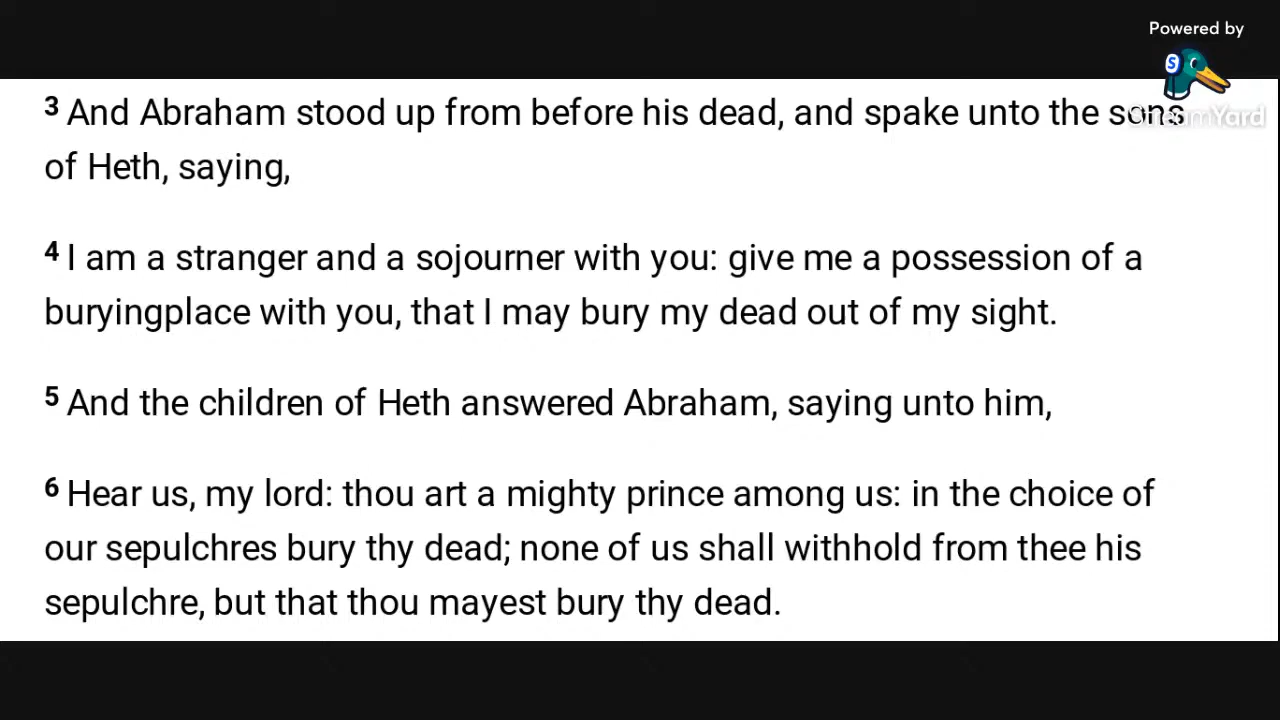 Powered by
StreamYard
3 And Abraham stood up from before his dead, and spake unto the sons
of Heth, saying,
4 I am a stranger and a sojourner with you: give me a possession of a
buryingplace with you, that I may bury my dead out of my sight.
5 And the children of Heth answered Abraham, saying unto him,
6 Hear us, my lord: thou art a mighty prince among us: in the choice of
our sepulchres bury thy dead; none of us shall withhold from thee his
sepulchre, but that thou mayest bury thy dead.